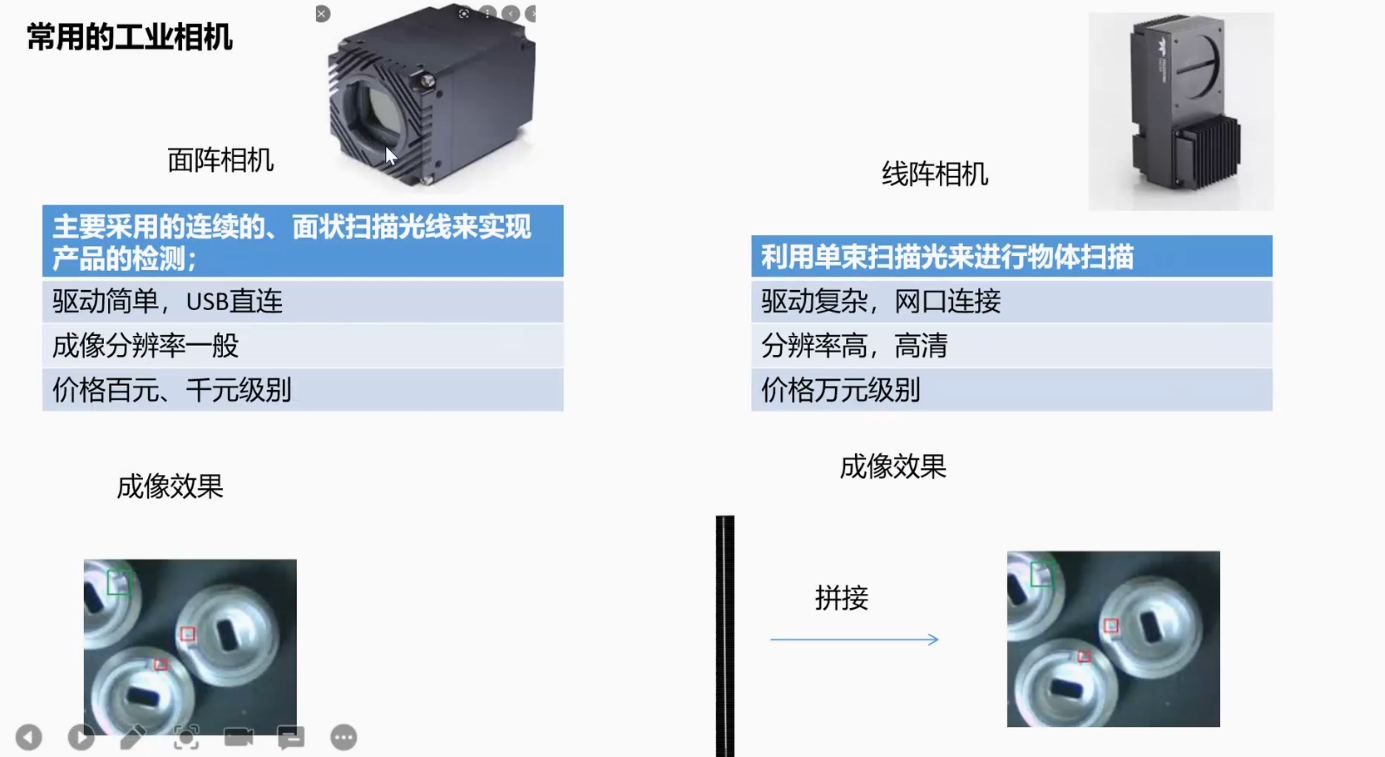 常用的工业相机
面阵相机
主要采用的连续的、面状扫描光线来实现
产品的检测；
驱动简单，USB直连
成像分辨率一般
价格百元、千元级别
成像效果
线阵相机
利用单束扫描光来进行物体扫描
驱动复杂，网口连接
分辨率高，高清
价格万元级别
成像效果
拼接